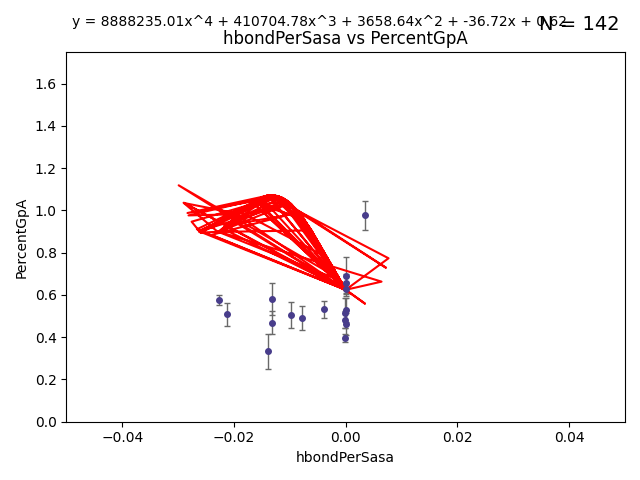 y = 8888235.01x^4 + 410704.78x^3 + 3658.64x^2 + -36.72x + 0.62
N = 142
hbondPerSasa vs PercentGpA
1.6
1.4
1.2
1.0
0.8
0.6
0.4
0.2
0.0
PercentGpA
−0.04 −0.02 0.00 0.02 0.04
hbondPerSasa